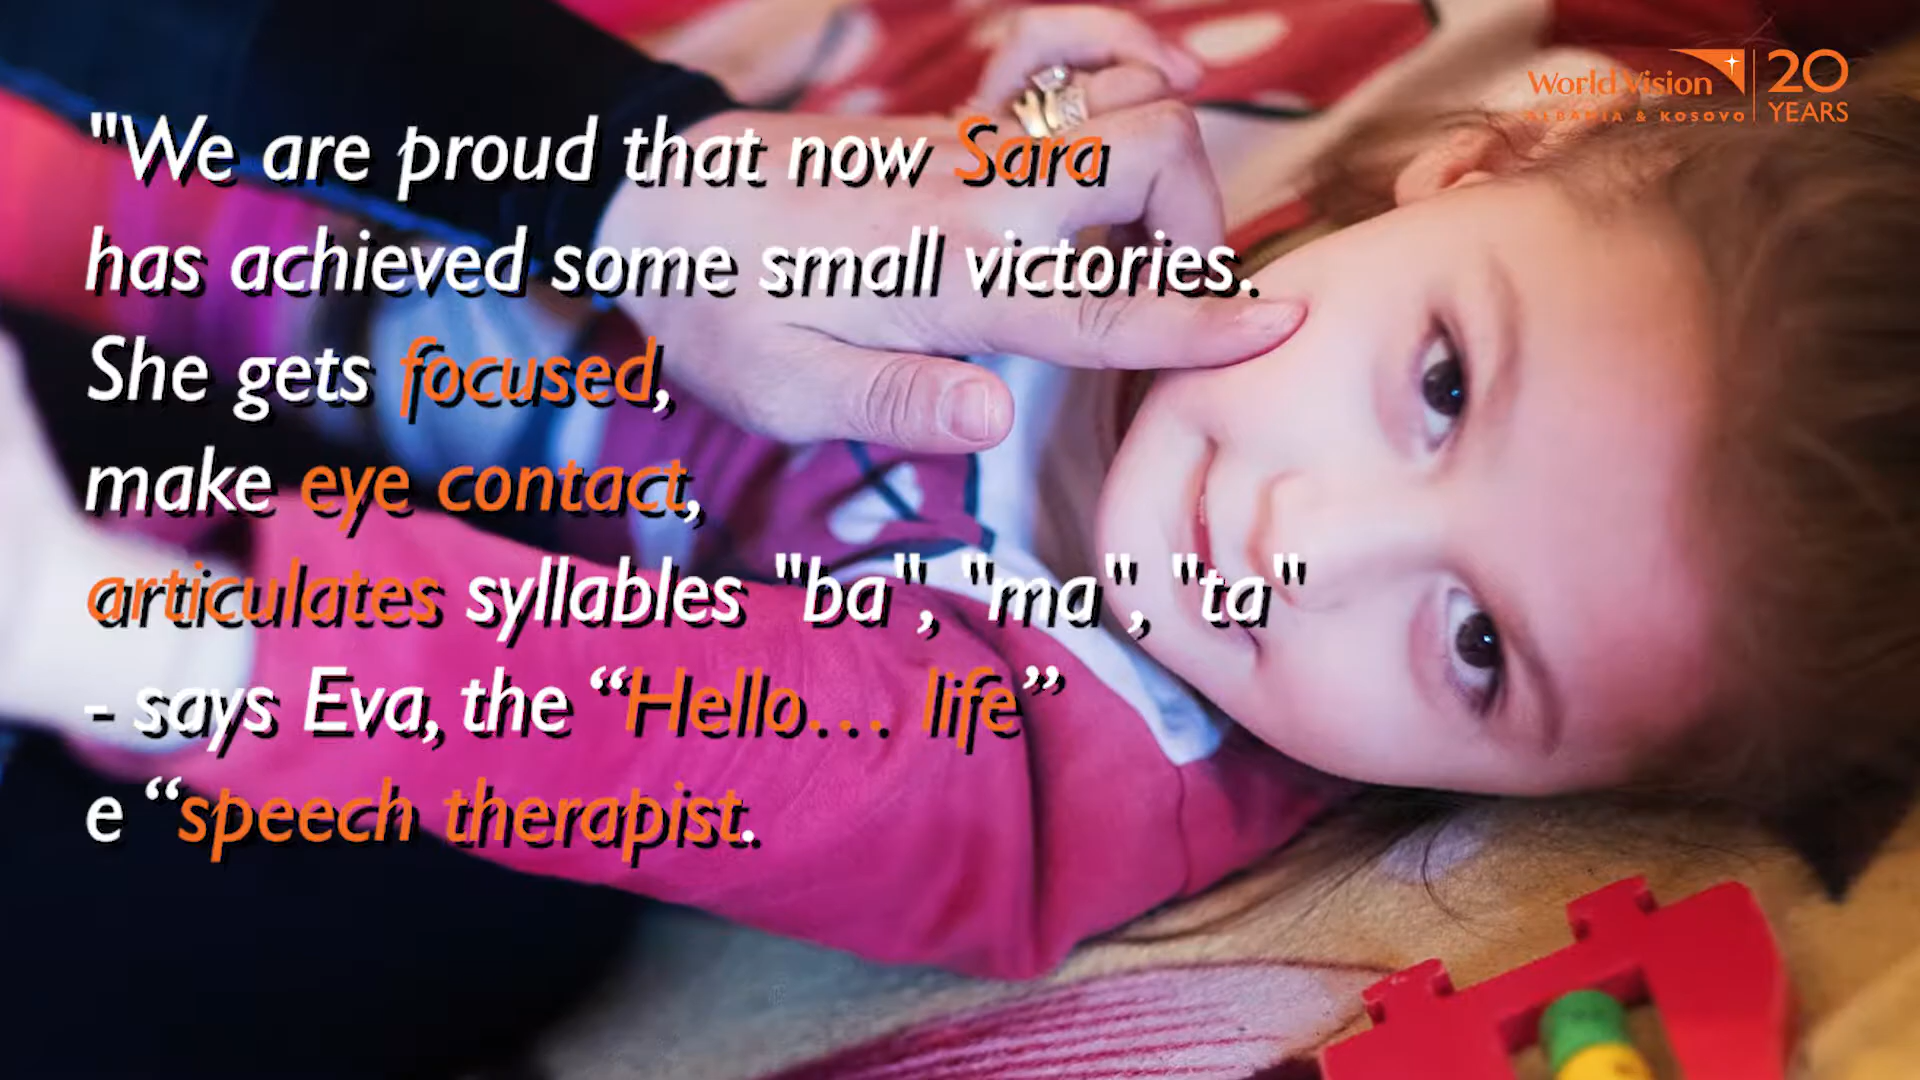 World Vision
ALBANIA & KOSOVO
20
YEARS
"We are proud that now Sara
has achieved some small victories.
She gets focused,
make eye contact,
articulates syllables "ba", "ma", "ta"
- says Eva, the “Hello… life”
e “speech therapist.